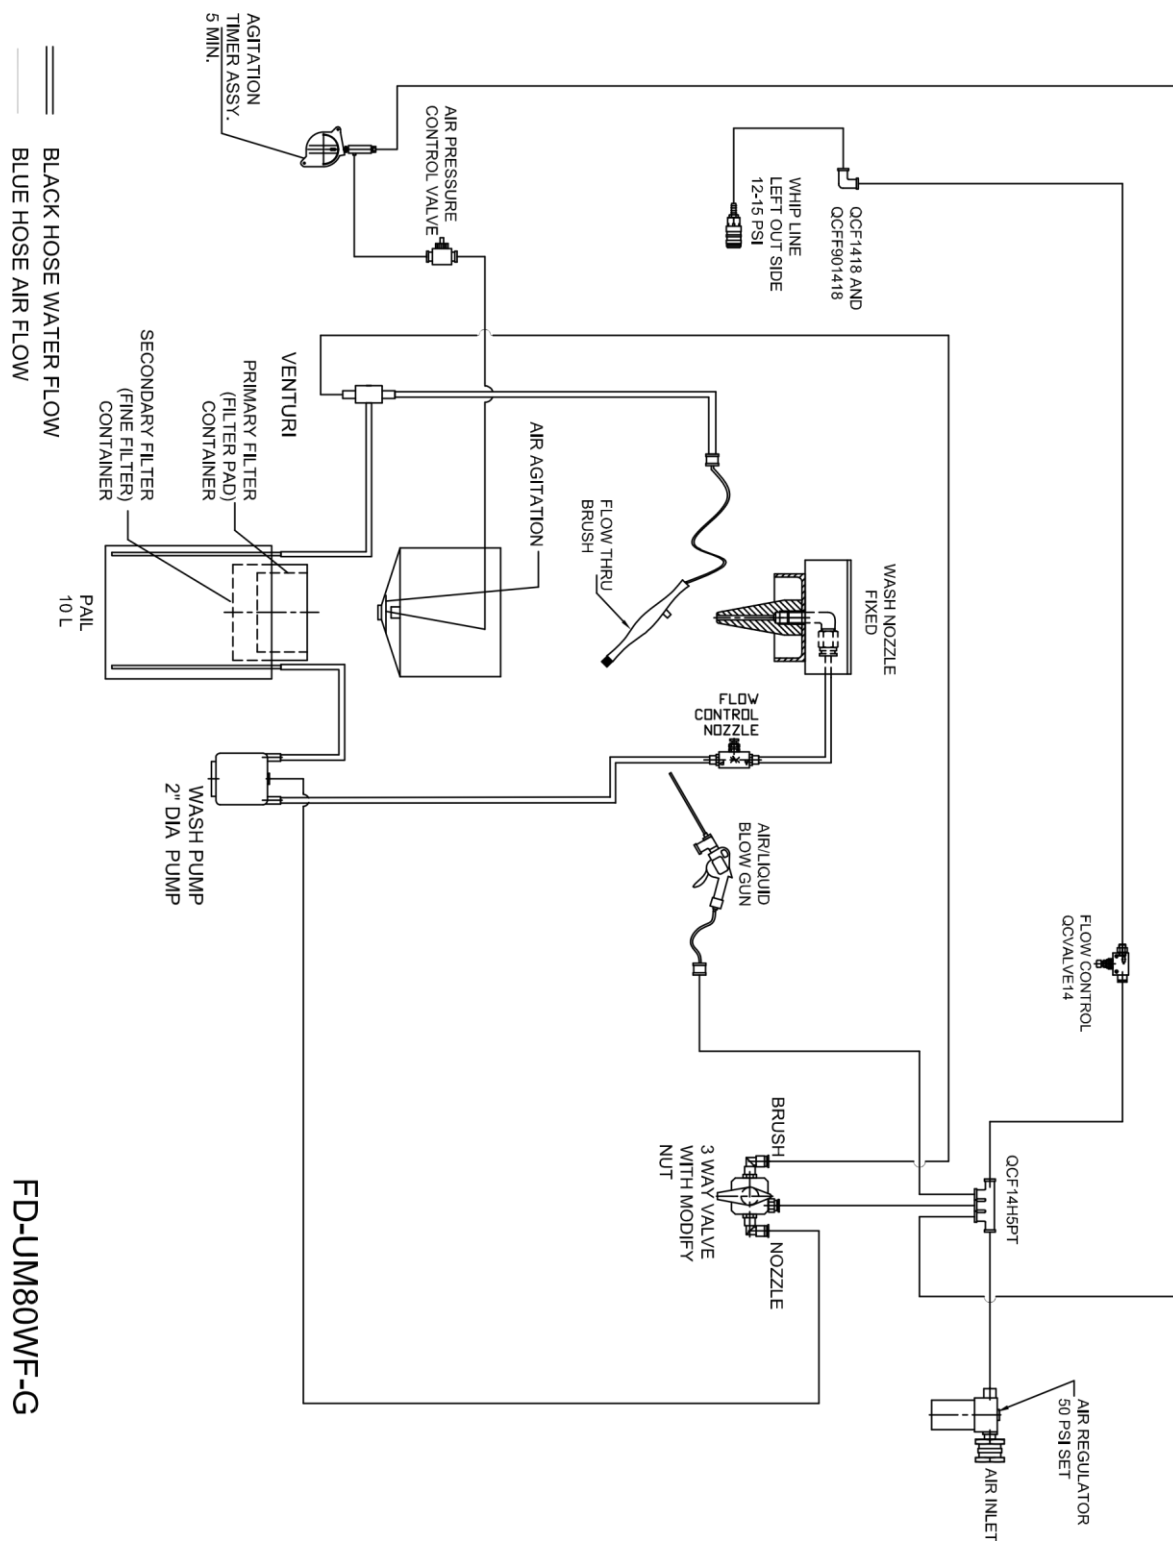 AGITATION
TIMER ASSY.
5 MIN.
AIR PRESSURE
CONTROL VALVE
WHIP LINE
LEFT OUT SIDE
12-15 PSI
QCF1418 AND
QCFF901418
BLACK HOSE WATER FLOW
BLUE HOSE AIR FLOW
VENTURI
PRIMARY FILTER
(FILTER PAD)
CONTAINER
SECONDARY FILTER
(FINE FILTER)
CONTAINER
AIR AGITATION
FLOW THRU
BRUSH
WASH NOZZLE
FIXED
PAIL
10 L
FLOW
CONTROL
NOZZLE
WASH PUMP
2" DIA PUMP
AIR/LIQUID
BLOW GUN
FLOW CONTROL
QCVALVE14
BRUSH
3 WAY VALVE
WITH MODIFY
NUT
NOZZLE
QCF14H5PT
AIR REGULATOR
50 PSI SET
AIR INLET
FD-UM80WF-G